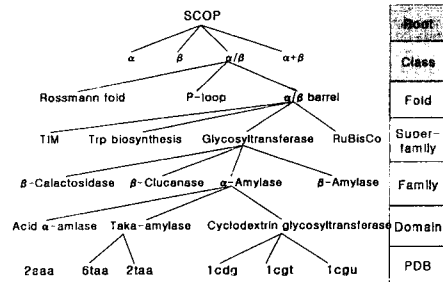 SCOP
Root
α β α/β α+β
Class
Rossmann fold P-loop α/β barrel
Fold
TIM Trp biosynthesis Glycosyltransferase RuBisCo
Super-
family
β-Calactosidase β-Clucanase α-Amylase β-Amylase
Family
Acid α-amlase Taka-amylase Cyclodextrin glycosyltransferase
Domain
2aaa 6taa 2taa 1cdg 1cgt 1cgu
PDB